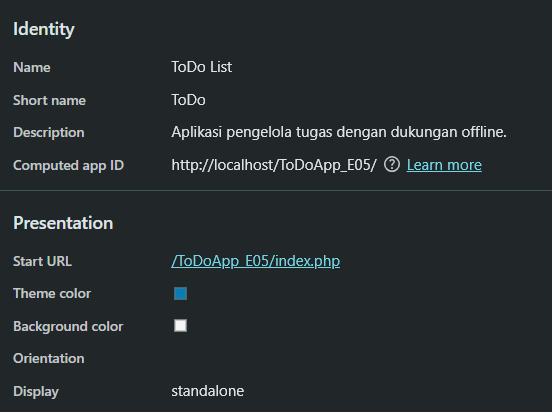 Identity
Name ToDo List
Short name ToDo
Description Aplikasi pengelola tugas dengan dukungan offline.
Computed app ID http://localhost/ToDoApp_E05/ ? Learn more
Presentation
Start URL /ToDoApp_E05/index.php
Theme color
Background color
Orientation
Display standalone